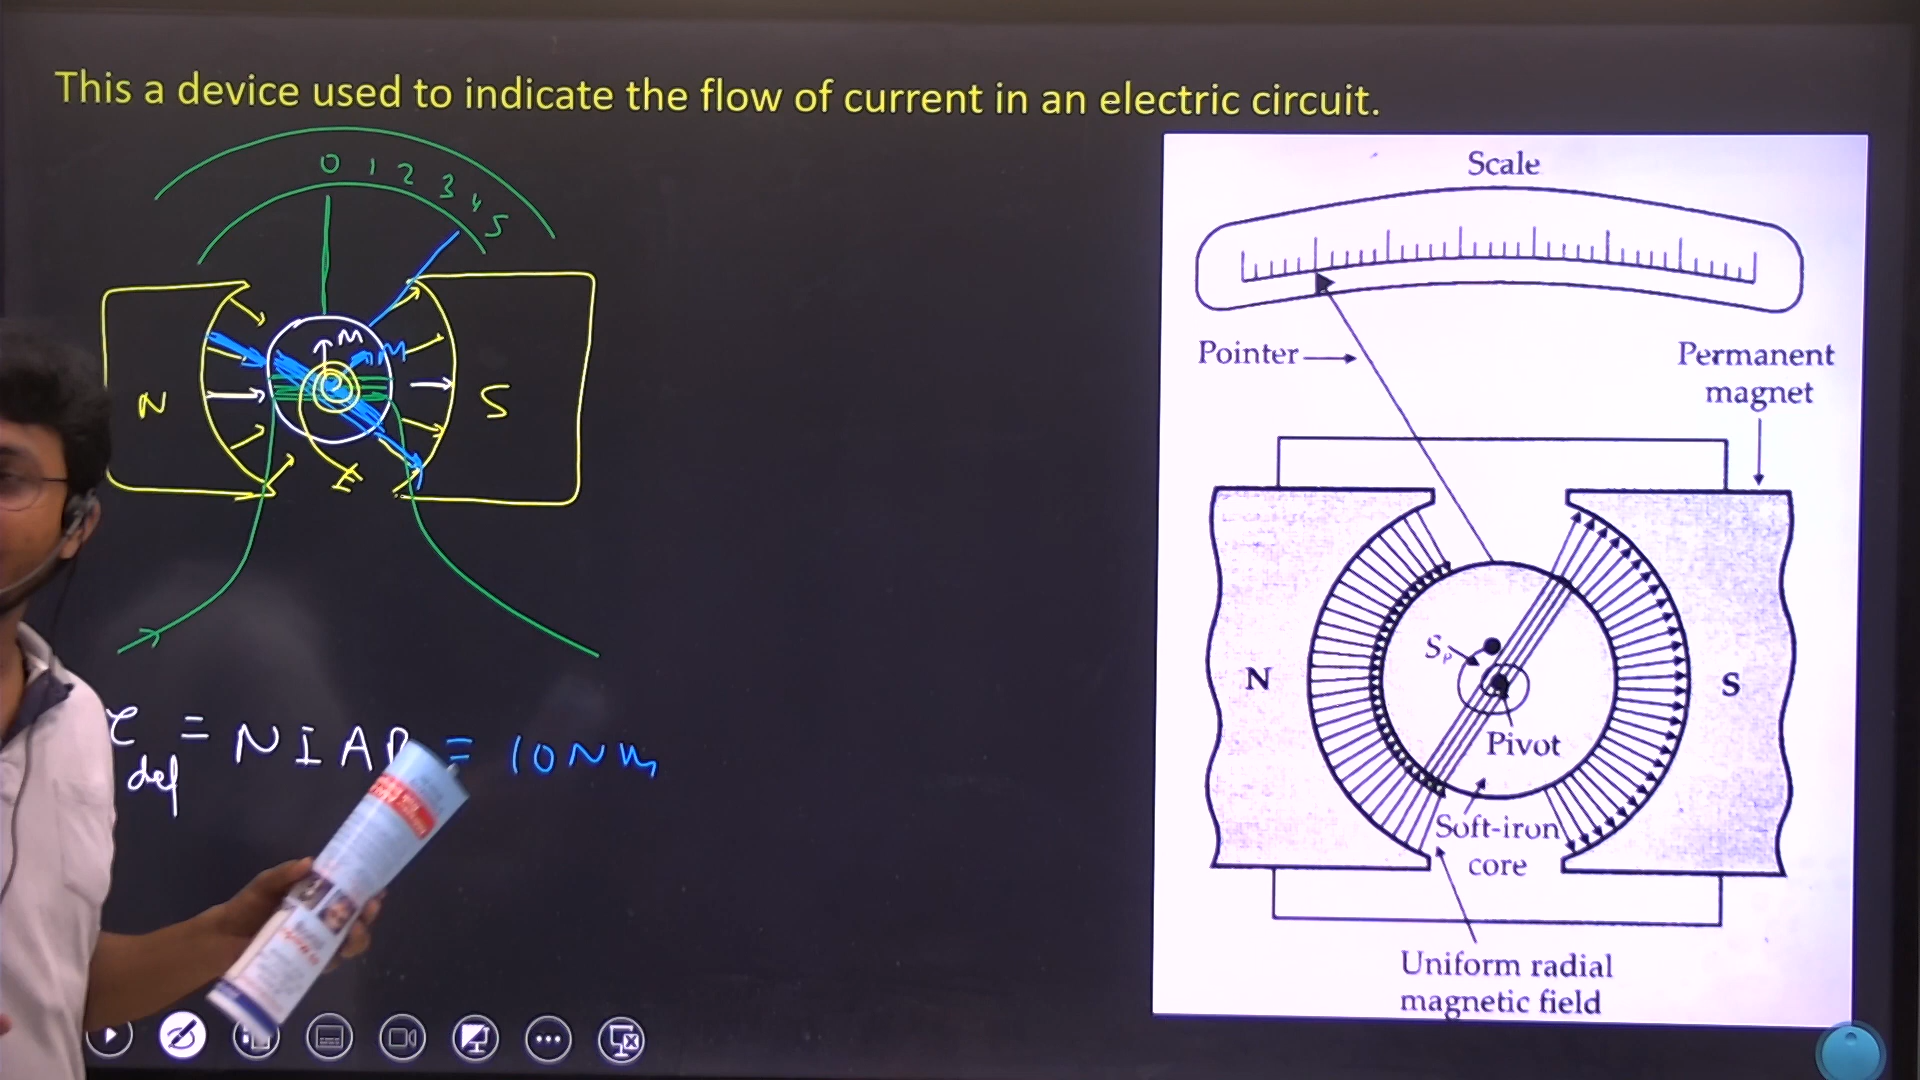 This a device used to indicate the flow of current in an electric circuit.
0 1 2 3 4 5
M
M
N
S
τdef = NIAB = 10 Nm
Scale
Pointer
Permanent
magnet
Sp
N
S
Pivot
Soft-iron
core
Uniform radial
magnetic field